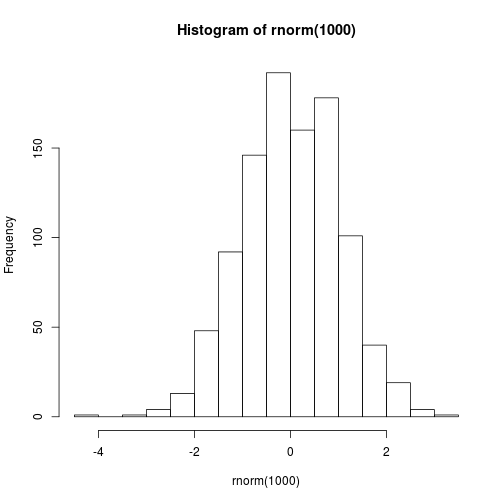 Histogram of rnorm(1000)
Frequency
150
100
50
0
-4 -2 0 2
rnorm(1000)